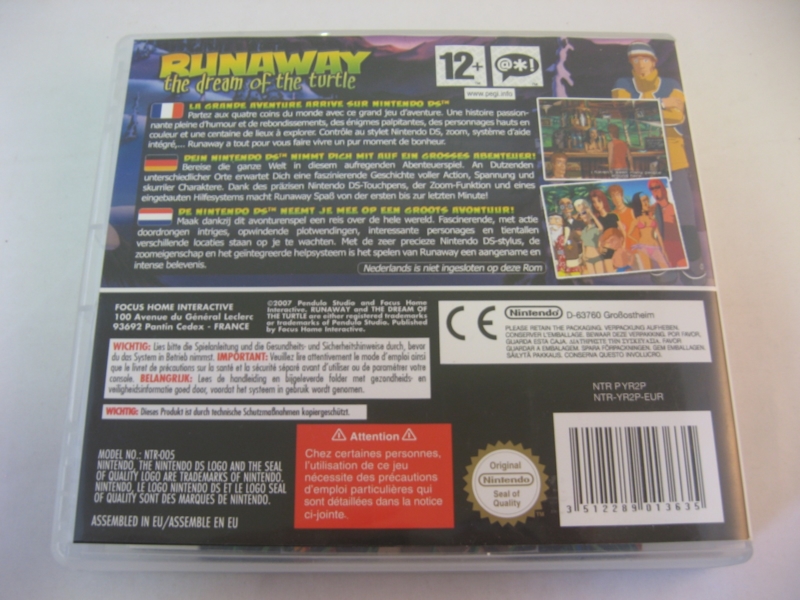 RUNAWAY
the dream of the turtle
12+
@*!
www.pegi.info
LA GRANDE AVENTURE ARRIVE SUR NINTENDO DS™
Partez aux quatre coins du monde avec ce grand jeu d'aventure. Une histoire passion-
nante pleine d'humour et de rebondissements, des énigmes palpitantes, des personnages hauts en
couleur et une centaine de lieux à explorer. Contrôle au stylet Nintendo DS, zoom, système d'aide
intégré,... Runaway a tout pour vous faire vivre un pur moment de bonheur.
DEIN NINTENDO DS™ NIMMT DICH MIT AUF EIN GROSSES ABENTEUER!
Bereise die ganze Welt in diesem aufregenden Abenteuerspiel. An Dutzenden
unterschiedlicher Orte erwartet Dich eine faszinierende Geschichte voller Action, Spannung und
skurriler Charaktere. Dank des präzisen Nintendo DS-Touchpens, der Zoom-Funktion und eines
eingebauten Hilfesystems macht Runaway Spaß von der ersten bis zur letzten Minute!
DE NINTENDO DS™ NEEMT JE MEE OP EEN GROOTS AVONTUUR!
Maak dankzij dit avonturenspel een reis over de hele wereld. Fascinerende, met actie
doordrongen intriges, opwindende plotwendingen, interessante personages en tientallen
verschillende locaties staan op je te wachten. Met de zeer precieze Nintendo DS-stylus, de
zoomeigenschap en het geïntegreerde helpsysteem is het spelen van Runaway een aangename en
intense belevenis.
Nederlands is niet ingesloten op deze Rom
FOCUS HOME INTERACTIVE
100 Avenue du Général Leclerc
93692 Pantin Cedex - FRANCE
©2007 Pendulo Studio and Focus Home
Interactive. RUNAWAY and THE DREAM OF
THE TURTLE are either registered trademarks
or trademarks of Pendulo Studio. Published
by Focus Home Interactive.
CE
Nintendo D-63760 Großostheim
PLEASE RETAIN THE PACKAGING. VERPACKUNG AUFHEBEN.
CONSERVER L'EMBALLAGE. BEWAAR DEZE VERPAKKING. POR FAVOR
GUARDA ESTA CAJA. ΔΙΑΤΗΡΗΣΤΕ ΤΗΝ ΣΥΣΚΕΥΑΣΙΑ. FAVOR
GUARDAR A EMBALAGEM. SPARA FÖRPACKNINGEN. GEM EMBALLAGEN.
SÄILYTÄ PAKKAUS. CONSERVA QUESTO INVOLUCRO.
WICHTIG: Lies bitte die Spielanleitung und die Gesundheits- und Sicherheitshinweise durch, bevor
du das System in Betrieb nimmst. IMPORTANT: Veuillez lire attentivement le mode d'emploi ainsi
que le livret de précautions sur la santé et la sécurité séparé avant d'utiliser ou de paramétrer votre
console. BELANGRIJK: Lees de handleiding en bijgeleverde folder met gezondheids- en
veiligheidsinformatie goed door, voordat het systeem in gebruik wordt genomen.
WICHTIG: Dieses Produkt ist durch technische Schutzmaßnahmen kopiergeschützt.
NTR P YR2P
NTR-YR2P-EUR
MODEL NO.: NTR-005
NINTENDO, THE NINTENDO DS LOGO AND THE SEAL
OF QUALITY LOGO ARE TRADEMARKS OF NINTENDO.
NINTENDO, LE LOGO NINTENDO DS ET LE LOGO SEAL
OF QUALITY SONT DES MARQUES DE NINTENDO.
ASSEMBLED IN EU/ASSEMBLE EN EU
Attention
Chez certaines personnes,
l'utilisation de ce jeu
nécessite des précautions
d'emploi particulières qui
sont détaillées dans la notice
ci-jointe.
Original
Nintendo
Seal of
Quality
3 512289 013635